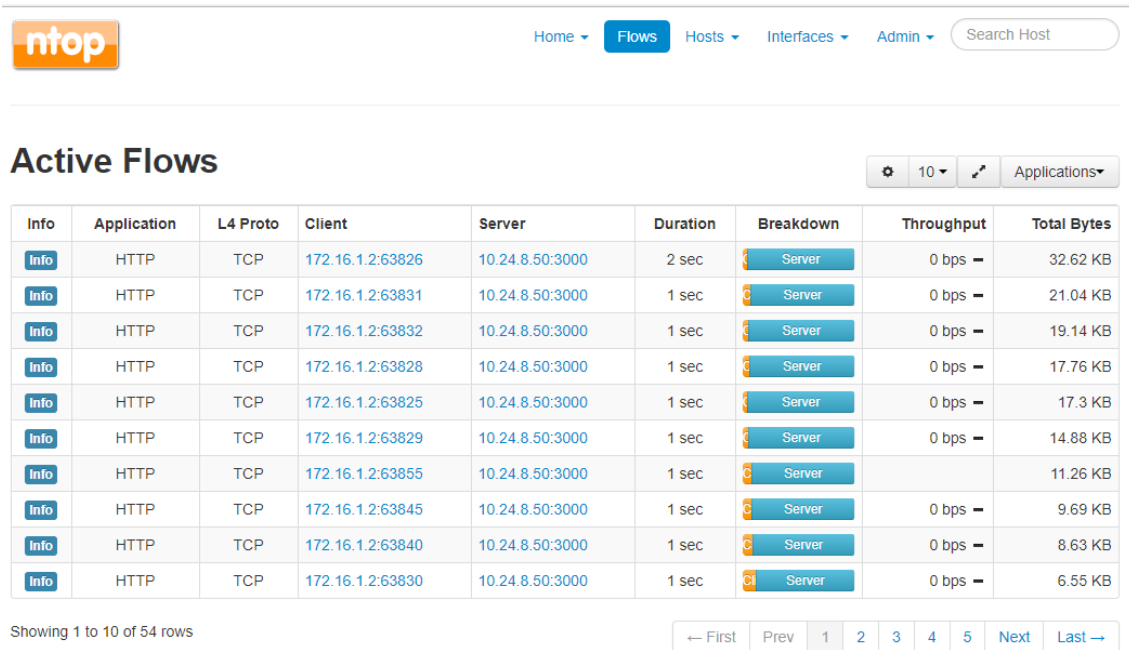 ntop Home Flows Hosts Interfaces Admin Search Host
Active Flows 10 Applications
Info Application L4 Proto Client Server Duration Breakdown Throughput Total Bytes
Info HTTP TCP 172.16.1.2:63826 10.24.8.50:3000 2 sec C Server 0 bps 32.62 KB
Info HTTP TCP 172.16.1.2:63831 10.24.8.50:3000 1 sec C Server 0 bps 21.04 KB
Info HTTP TCP 172.16.1.2:63832 10.24.8.50:3000 1 sec C Server 0 bps 19.14 KB
Info HTTP TCP 172.16.1.2:63828 10.24.8.50:3000 1 sec C Server 0 bps 17.76 KB
Info HTTP TCP 172.16.1.2:63825 10.24.8.50:3000 1 sec C Server 0 bps 17.3 KB
Info HTTP TCP 172.16.1.2:63829 10.24.8.50:3000 1 sec C Server 0 bps 14.88 KB
Info HTTP TCP 172.16.1.2:63855 10.24.8.50:3000 1 sec C Server 11.26 KB
Info HTTP TCP 172.16.1.2:63845 10.24.8.50:3000 1 sec C Server 0 bps 9.69 KB
Info HTTP TCP 172.16.1.2:63840 10.24.8.50:3000 1 sec C Server 0 bps 8.63 KB
Info HTTP TCP 172.16.1.2:63830 10.24.8.50:3000 1 sec Cl Server 0 bps 6.55 KB
Showing 1 to 10 of 54 rows ← First Prev 1 2 3 4 5 Next Last →